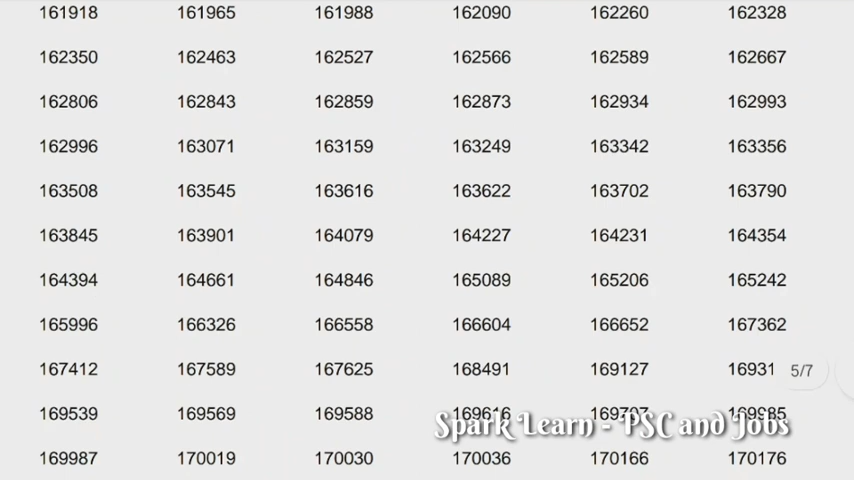 161918 161965 161988 162090 162260 162328
162350 162463 162527 162566 162589 162667
162806 162843 162859 162873 162934 162993
162996 163071 163159 163249 163342 163356
163508 163545 163616 163622 163702 163790
163845 163901 164079 164227 164231 164354
164394 164661 164846 165089 165206 165242
165996 166326 166558 166604 166652 167362
167412 167589 167625 168491 169127 16931 5/7
169539 169569 169588 169616 169985
Spark Learn - PSC and Jobs
169987 170019 170030 170036 170166 170176